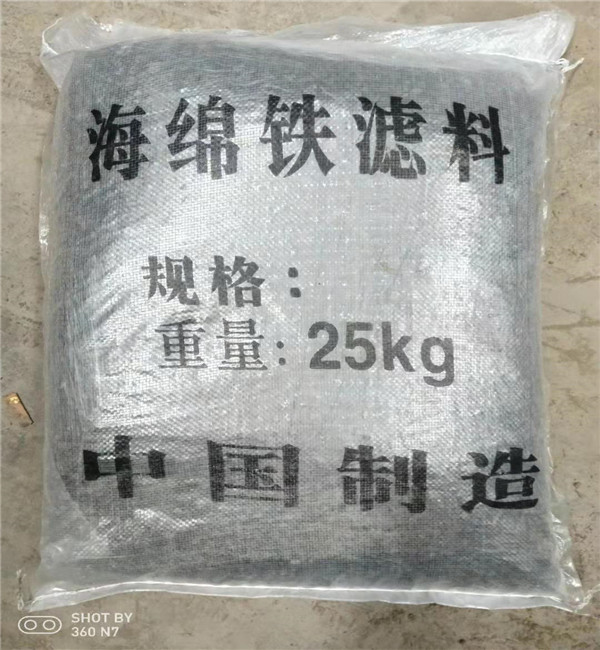 海绵铁滤料
规格：
重量：25kg
中国制造
SHOT BY
360 N7